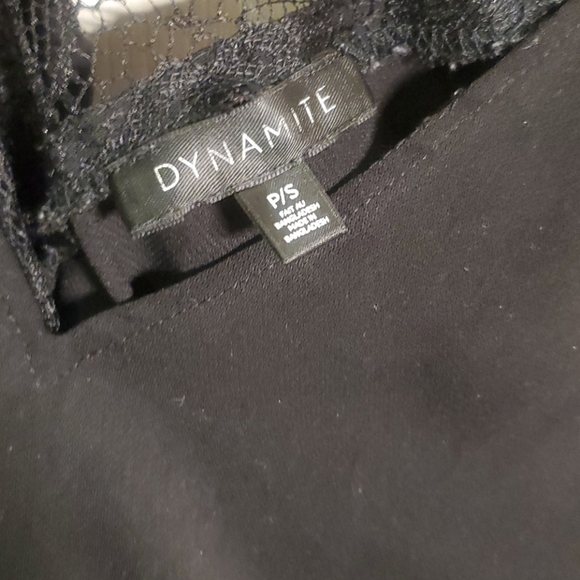 DYNAMITE
P/S
FAIT AU
BANGLADESH
MADE IN
BANGLADESH